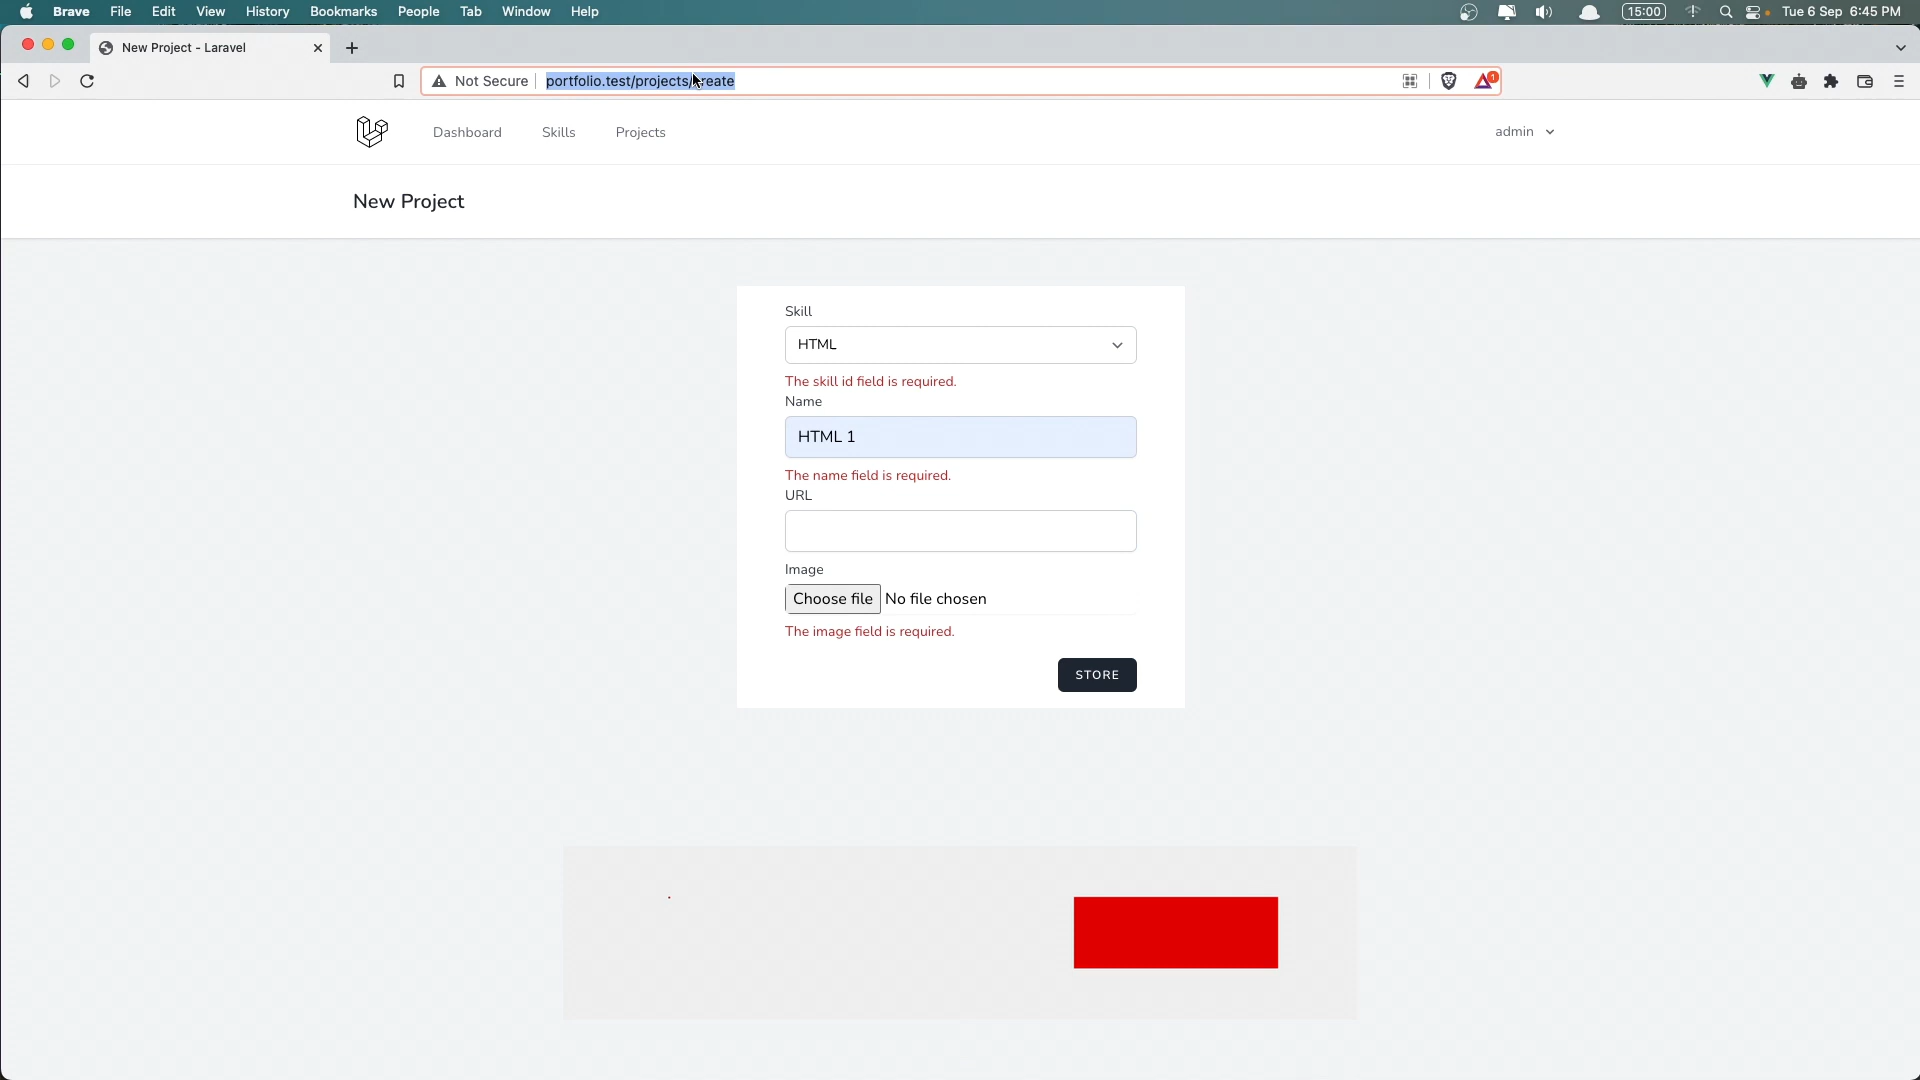 Brave File Edit View History Bookmarks People Tab Window Help 15:00 Tue 6 Sep 6:45 PM
New Project - Laravel
Not Secure portfolio.test/projects/create 1
Dashboard Skills Projects admin
New Project
Skill
HTML
The skill id field is required.
Name
HTML 1
The name field is required.
URL
Image
Choose file No file chosen
The image field is required.
STORE